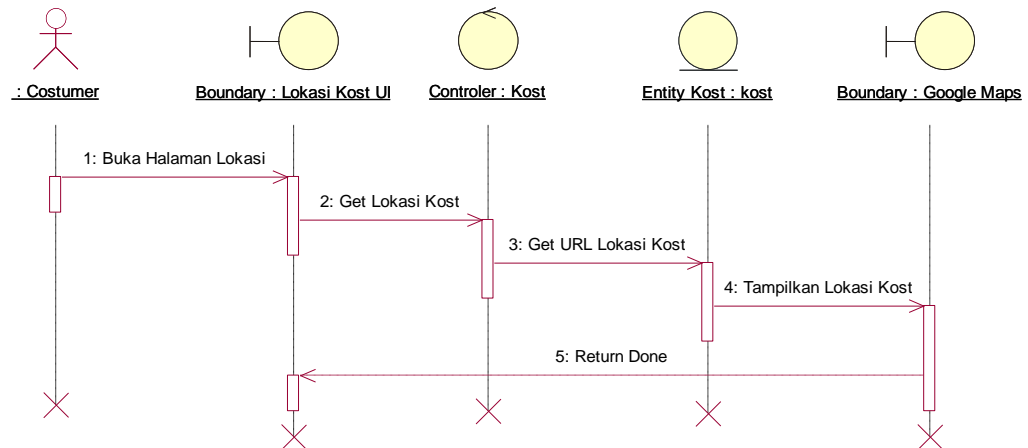 : Costumer
Boundary : Lokasi Kost UI
Controler : Kost
Entity Kost : kost
Boundary : Google Maps
1: Buka Halaman Lokasi
2: Get Lokasi Kost
3: Get URL Lokasi Kost
4: Tampilkan Lokasi Kost
5: Return Done